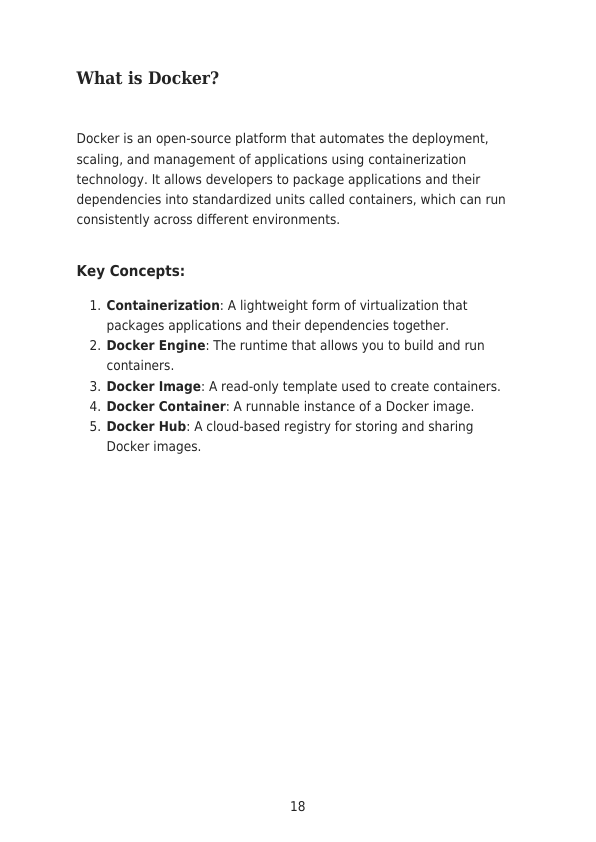 What is Docker?
Docker is an open-source platform that automates the deployment,
scaling, and management of applications using containerization
technology. It allows developers to package applications and their
dependencies into standardized units called containers, which can run
consistently across different environments.
Key Concepts:
1. Containerization: A lightweight form of virtualization that
packages applications and their dependencies together.
2. Docker Engine: The runtime that allows you to build and run
containers.
3. Docker Image: A read-only template used to create containers.
4. Docker Container: A runnable instance of a Docker image.
5. Docker Hub: A cloud-based registry for storing and sharing
Docker images.
18